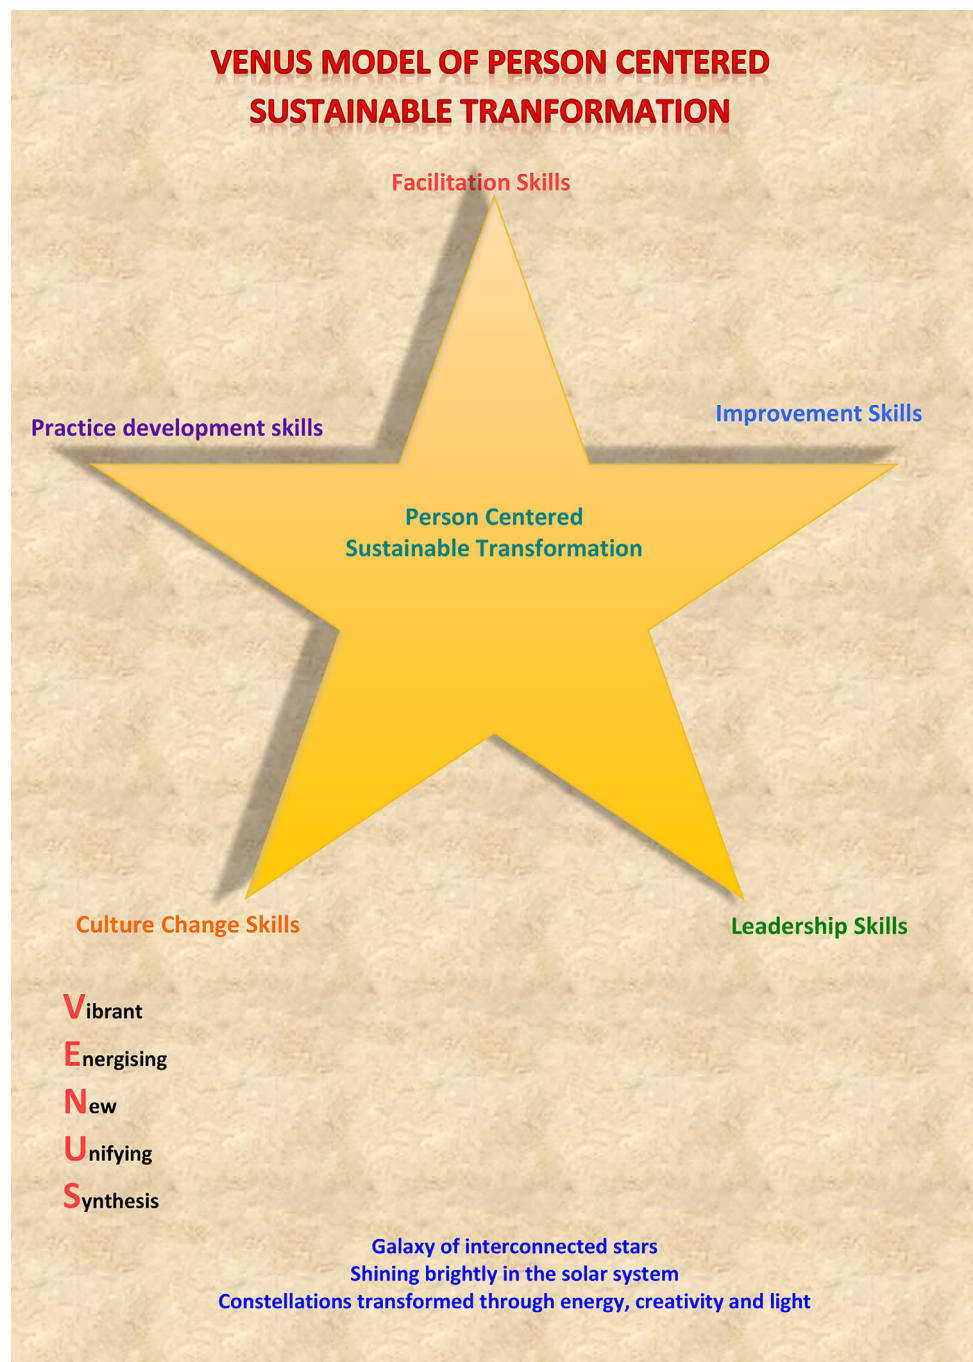 VENUS MODEL OF PERSON CENTERED
SUSTAINABLE TRANFORMATION
Facilitation Skills
Practice development skills
Improvement Skills
Person Centered
Sustainable Transformation
Culture Change Skills
Leadership Skills
Vibrant
Energising
New
Unifying
Synthesis
Galaxy of interconnected stars
Shining brightly in the solar system
Constellations transformed through energy, creativity and light